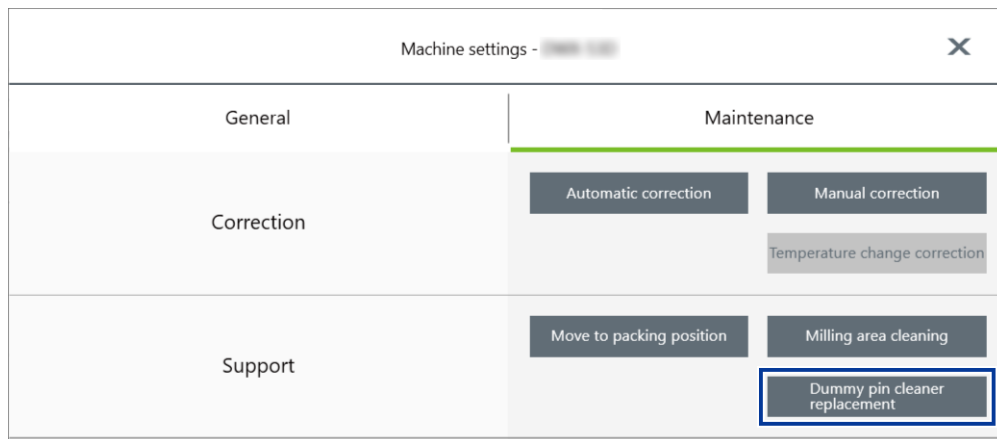 Machine settings -
General
Maintenance
Correction
Automatic correction
Manual correction
Temperature change correction
Support
Move to packing position
Milling area cleaning
Dummy pin cleaner
replacement